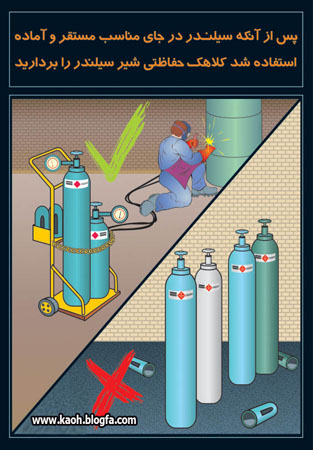 پس از آنکه سیلندر در جای مناسب مستقر و آماده
استفاده شد کلاهک حفاظتی شیر سیلندر را بردارید
www.kaoh.blogfa.com